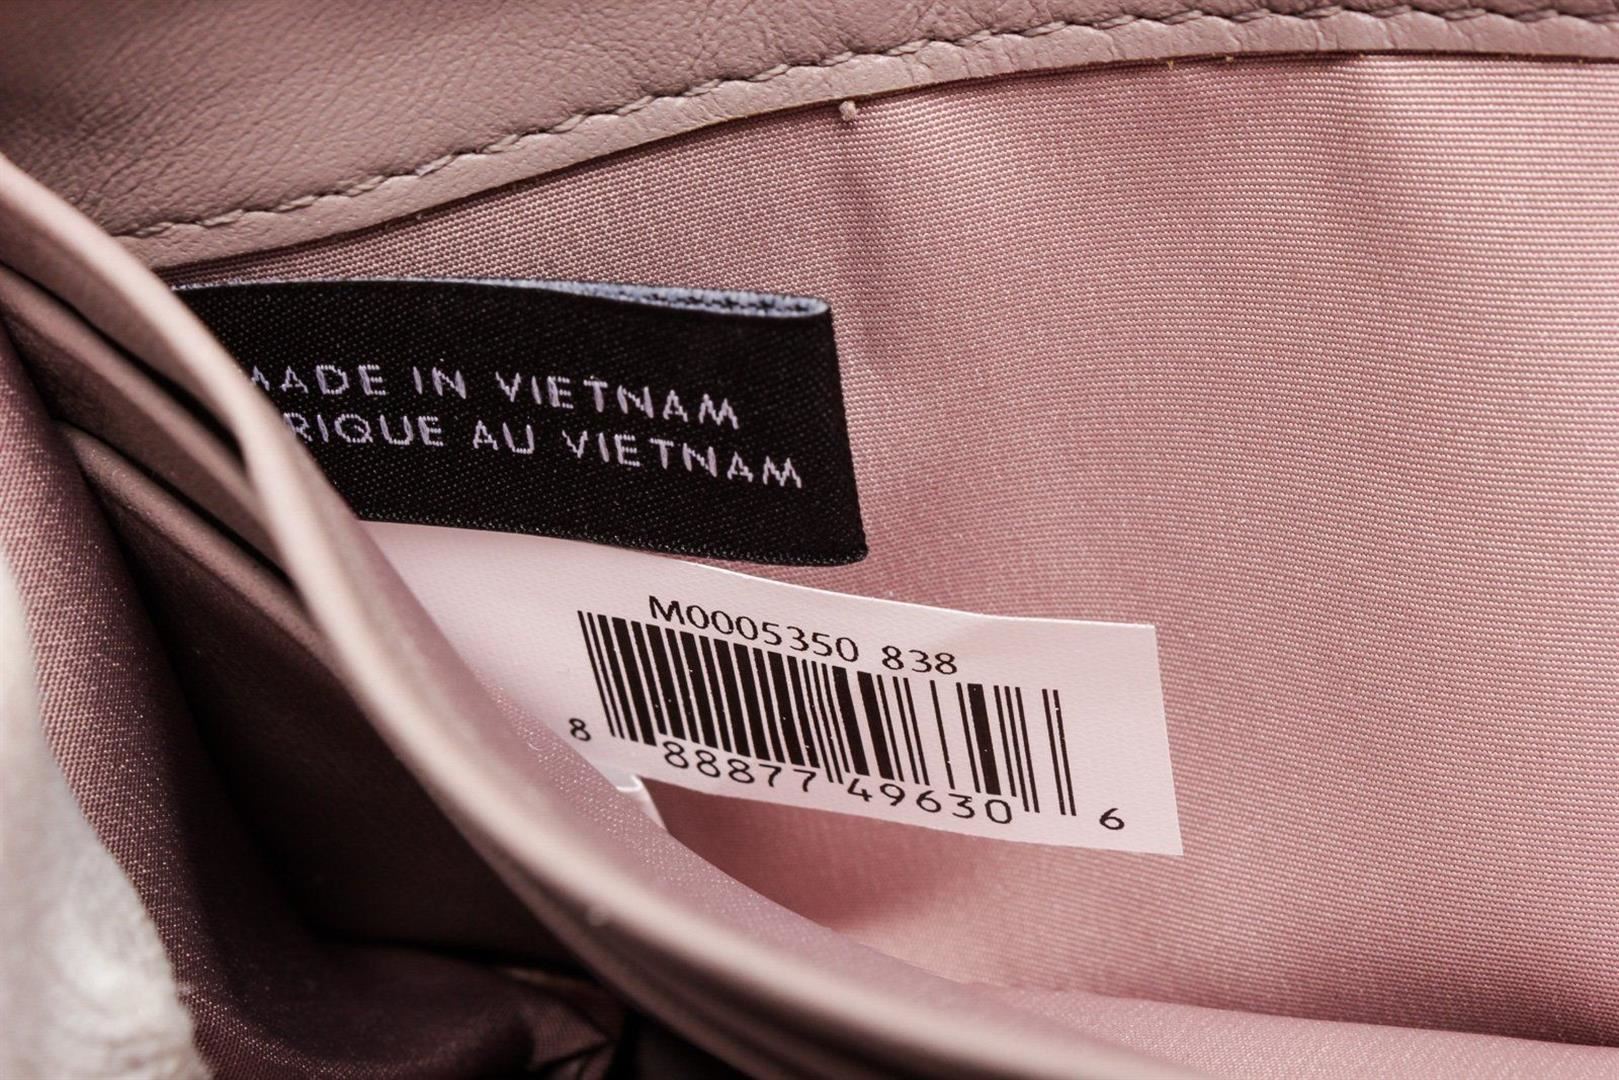 MADE IN VIETNAM
RIQUE AU VIETNAM
M0005350 838
8 88877 49630 6